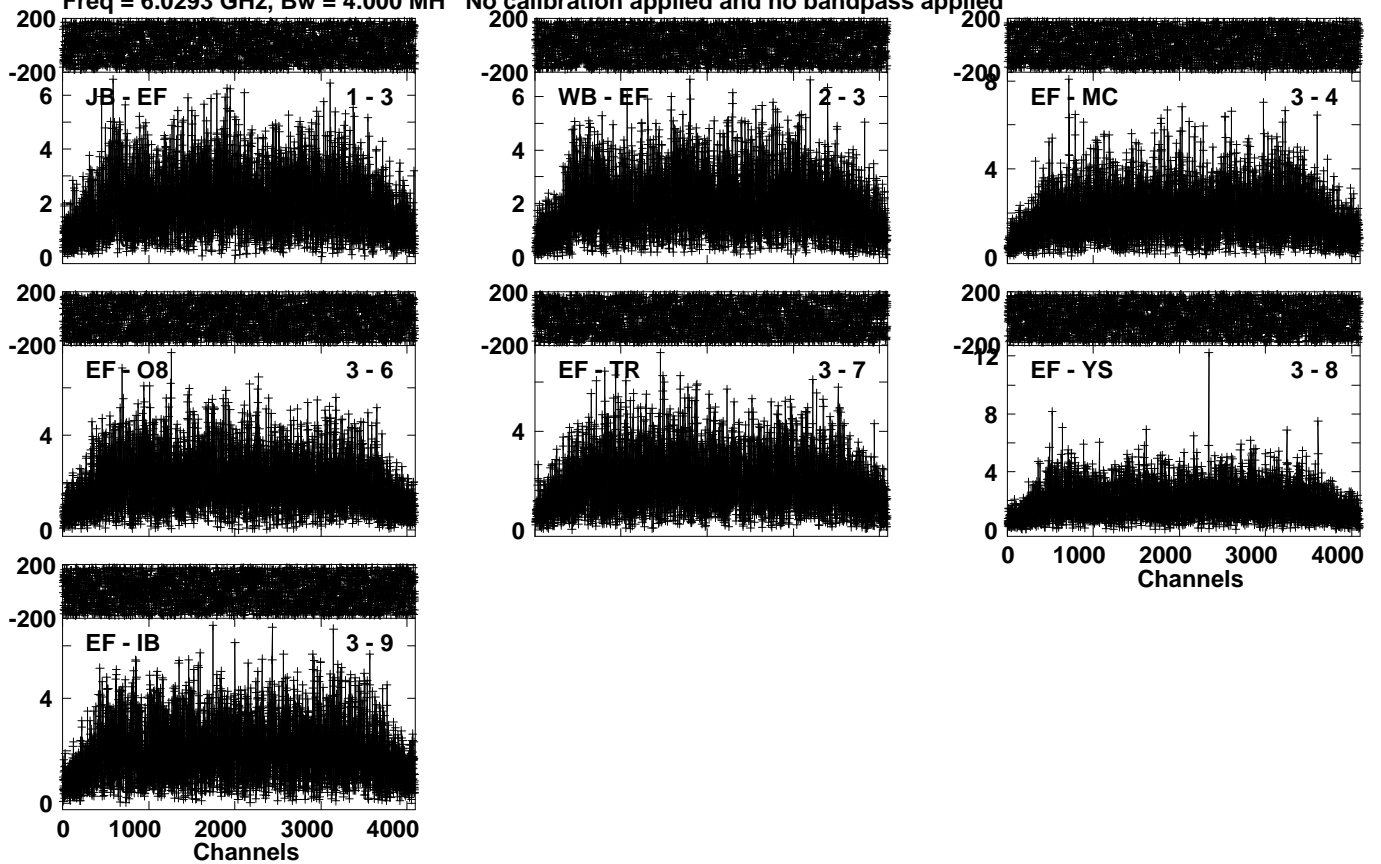 Freq = 6.0293 GHz, Bw = 4.000 MH No calibration applied and no bandpass applied
200 200 200
-200 -200 -200
JB - EF 1 - 3 WB - EF 2 - 3 EF - MC 3 - 4
6 6 8
4 4 4
2 2
0 0 0
200 200 200
-200 -200 -200
EF - O8 3 - 6 EF - TR 3 - 7 EF - YS 3 - 8
12
8
4 4 4
0 0 0
0 1000 2000 3000 4000
Channels
200
-200
EF - IB 3 - 9
4
0
0 1000 2000 3000 4000
Channels